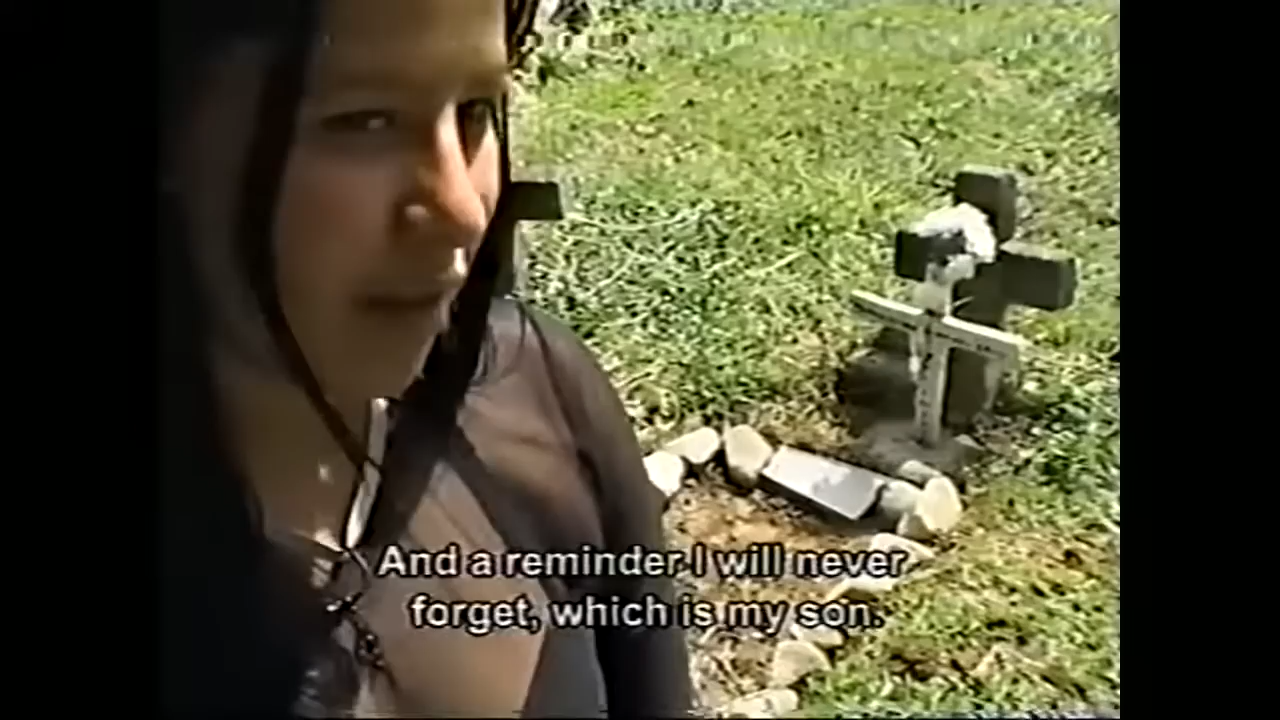 And a reminder I will never
forget, which is my son.